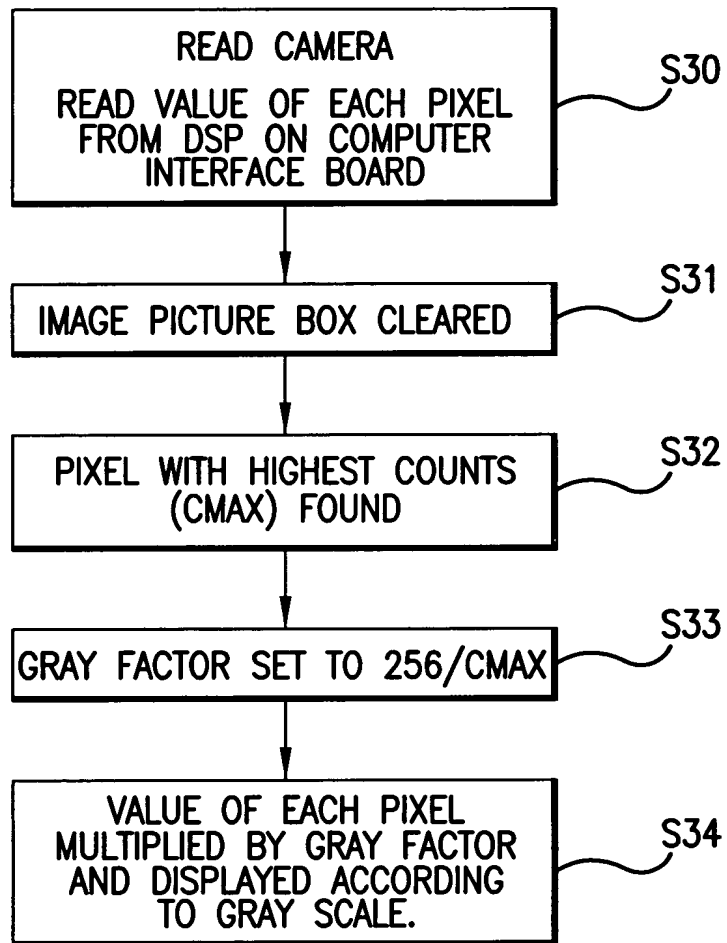 READ CAMERA
READ VALUE OF EACH PIXEL
FROM DSP ON COMPUTER
INTERFACE BOARD
S30
IMAGE PICTURE BOX CLEARED
S31
PIXEL WITH HIGHEST COUNTS
(CMAX) FOUND
S32
GRAY FACTOR SET TO 256/CMAX
S33
VALUE OF EACH PIXEL
MULTIPLIED BY GRAY FACTOR
AND DISPLAYED ACCORDING
TO GRAY SCALE.
S34